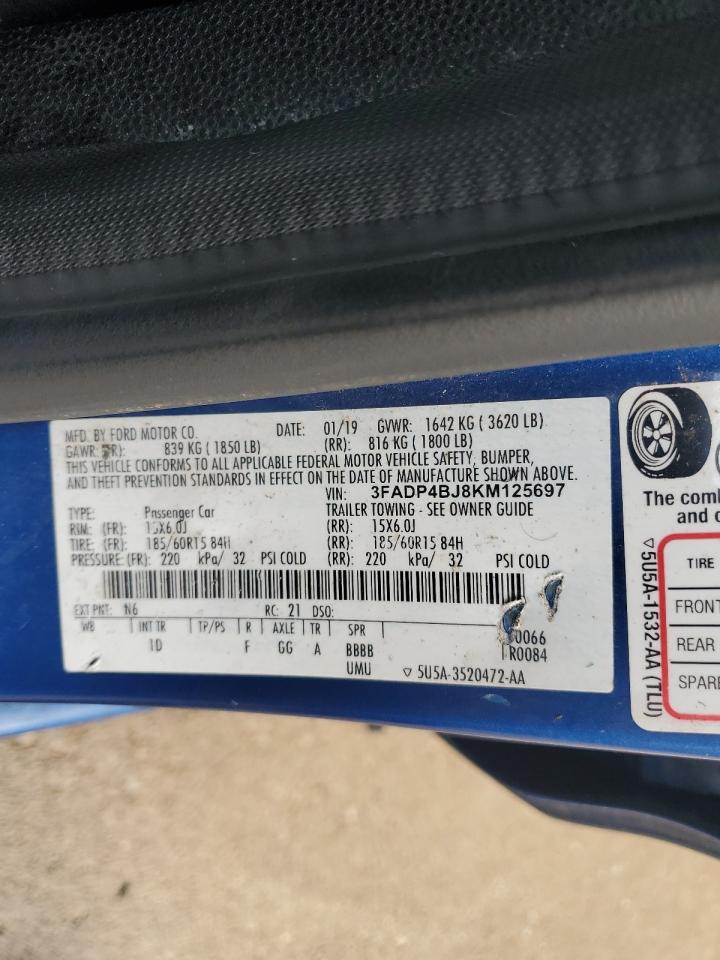 MFD. BY FORD MOTOR CO. DATE: 01/19 GVWR: 1642 KG ( 3620 LB)
GAWR: R): 839 KG ( 1850 LB) (RR): 816 KG ( 1800 LB)
THIS VEHICLE CONFORMS TO ALL APPLICABLE FEDERAL MOTOR VEHICLE SAFETY, BUMPER,
AND THEFT PREVENTION STANDARDS IN EFFECT ON THE DATE OF MANUFACTURE SHOWN ABOVE.
VIN: 3FADP4BJ8KM125697
TYPE: Passenger Car TRAILER TOWING - SEE OWNER GUIDE
RIM: (FR): 15X6.0J (RR): 15X6.0J
TIRE: (FR): 185/60R15 84H (RR): 185/60R15 84H
PRESSURE: (FR): 220 kPa/ 32 PSI COLD (RR): 220 kPa/ 32 PSI COLD
EXT PNT: N6 RC: 21 DSO:
WB INT TR TP/PS R AXLE TR SPR
1D F GG A BBBB 0066
UMU R0084
▽ 5U5A-3520472-AA
The comb
and c
TIRE
FRONT
REAR
SPARE
▽5U5A-1532-AA (TLU)